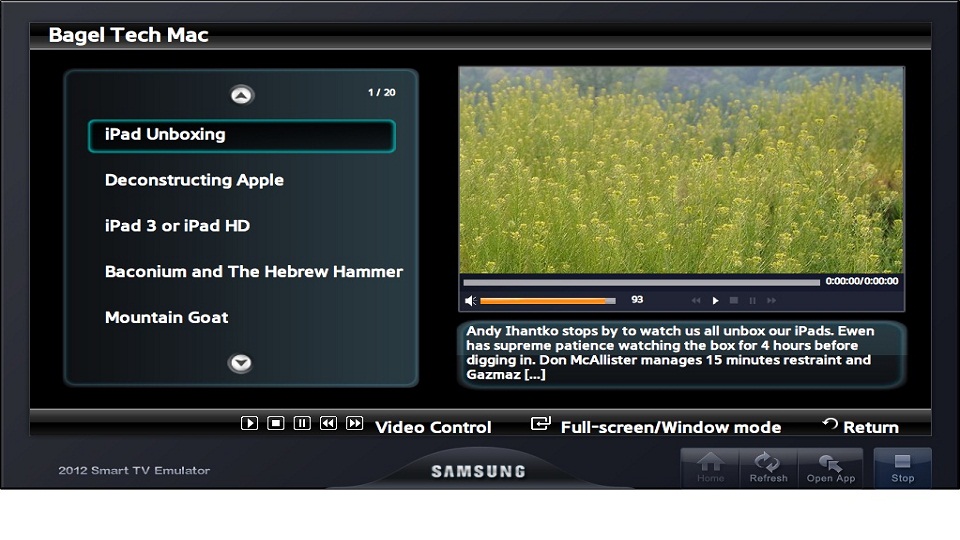 Bagel Tech Mac
1 / 20
iPad Unboxing
Deconstructing Apple
iPad 3 or iPad HD
Baconium and The Hebrew Hammer
Mountain Goat
0:00:00/0:00:00
93
Andy Ihantko stops by to watch us all unbox our iPads. Ewen
has supreme patience watching the box for 4 hours before
digging in. Don McAllister manages 15 minutes restraint and
Gazmaz [...]
Video Control
Full-screen/Window mode
Return
2012 Smart TV Emulator
SAMSUNG
Home
Refresh
Open App
Stop